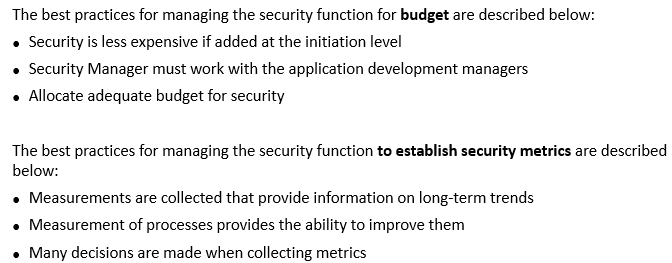 The best practices for managing the security function for budget are described below:
• Security is less expensive if added at the initiation level
• Security Manager must work with the application development managers
• Allocate adequate budget for security
The best practices for managing the security function to establish security metrics are described
below:
• Measurements are collected that provide information on long-term trends
• Measurement of processes provides the ability to improve them
• Many decisions are made when collecting metrics